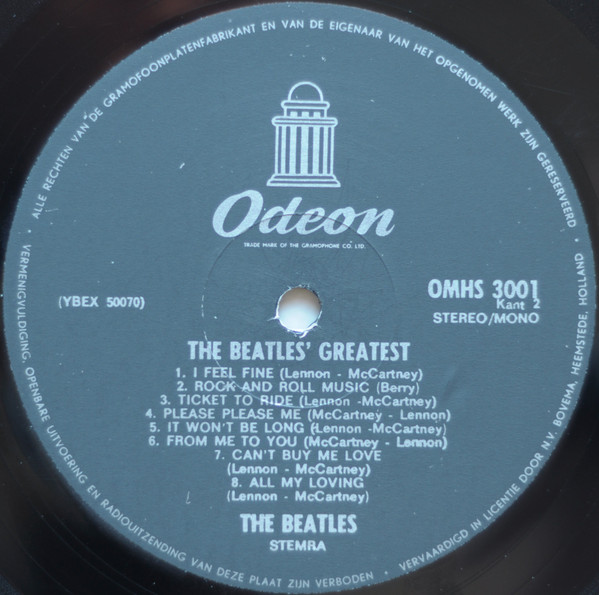 • ALLE RECHTEN VAN DE GRAMOFOONPLATENFABRIKANT EN VAN DE EIGENAAR VAN HET OPGENOMEN WERK ZIJN GERESERVEERD
• VERMENIGVULDIGING, OPENBARE UITVOERING EN RADIOUITZENDING VAN DEZE PLAAT ZIJN VERBODEN •
VERVAARDIGD IN LICENTIE DOOR N.V. BOVEMA, HEEMSTEDE, HOLLAND
Odeon
TRADE MARK OF THE GRAMOPHONE CO. LTD.
(YBEX 50070)
OMHS 3001
Kant 2
STEREO/MONO
THE BEATLES' GREATEST
1. I FEEL FINE (Lennon - McCartney)
2. ROCK AND ROLL MUSIC (Berry)
3. TICKET TO RIDE (Lennon -McCartney)
4. PLEASE PLEASE ME (McCartney - Lennon)
5. IT WON'T BE LONG (Lennon -McCartney)
6. FROM ME TO YOU (McCartney - Lennon)
7. CAN'T BUY ME LOVE
(Lennon - McCartney)
8. ALL MY LOVING
(Lennon - McCartney)
THE BEATLES
STEMRA